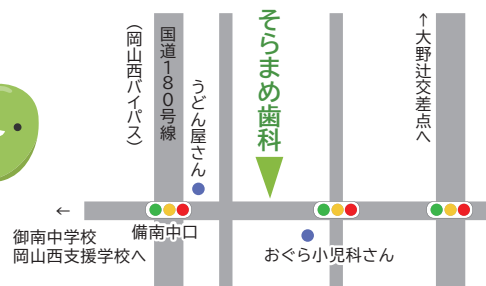 (岡山西バイパス)
国道180号線
うどん屋さん
そらまめ歯科
↑大野辻交差点へ
←
御南中学校
岡山西支援学校へ
備南中口
おぐら小児科さん